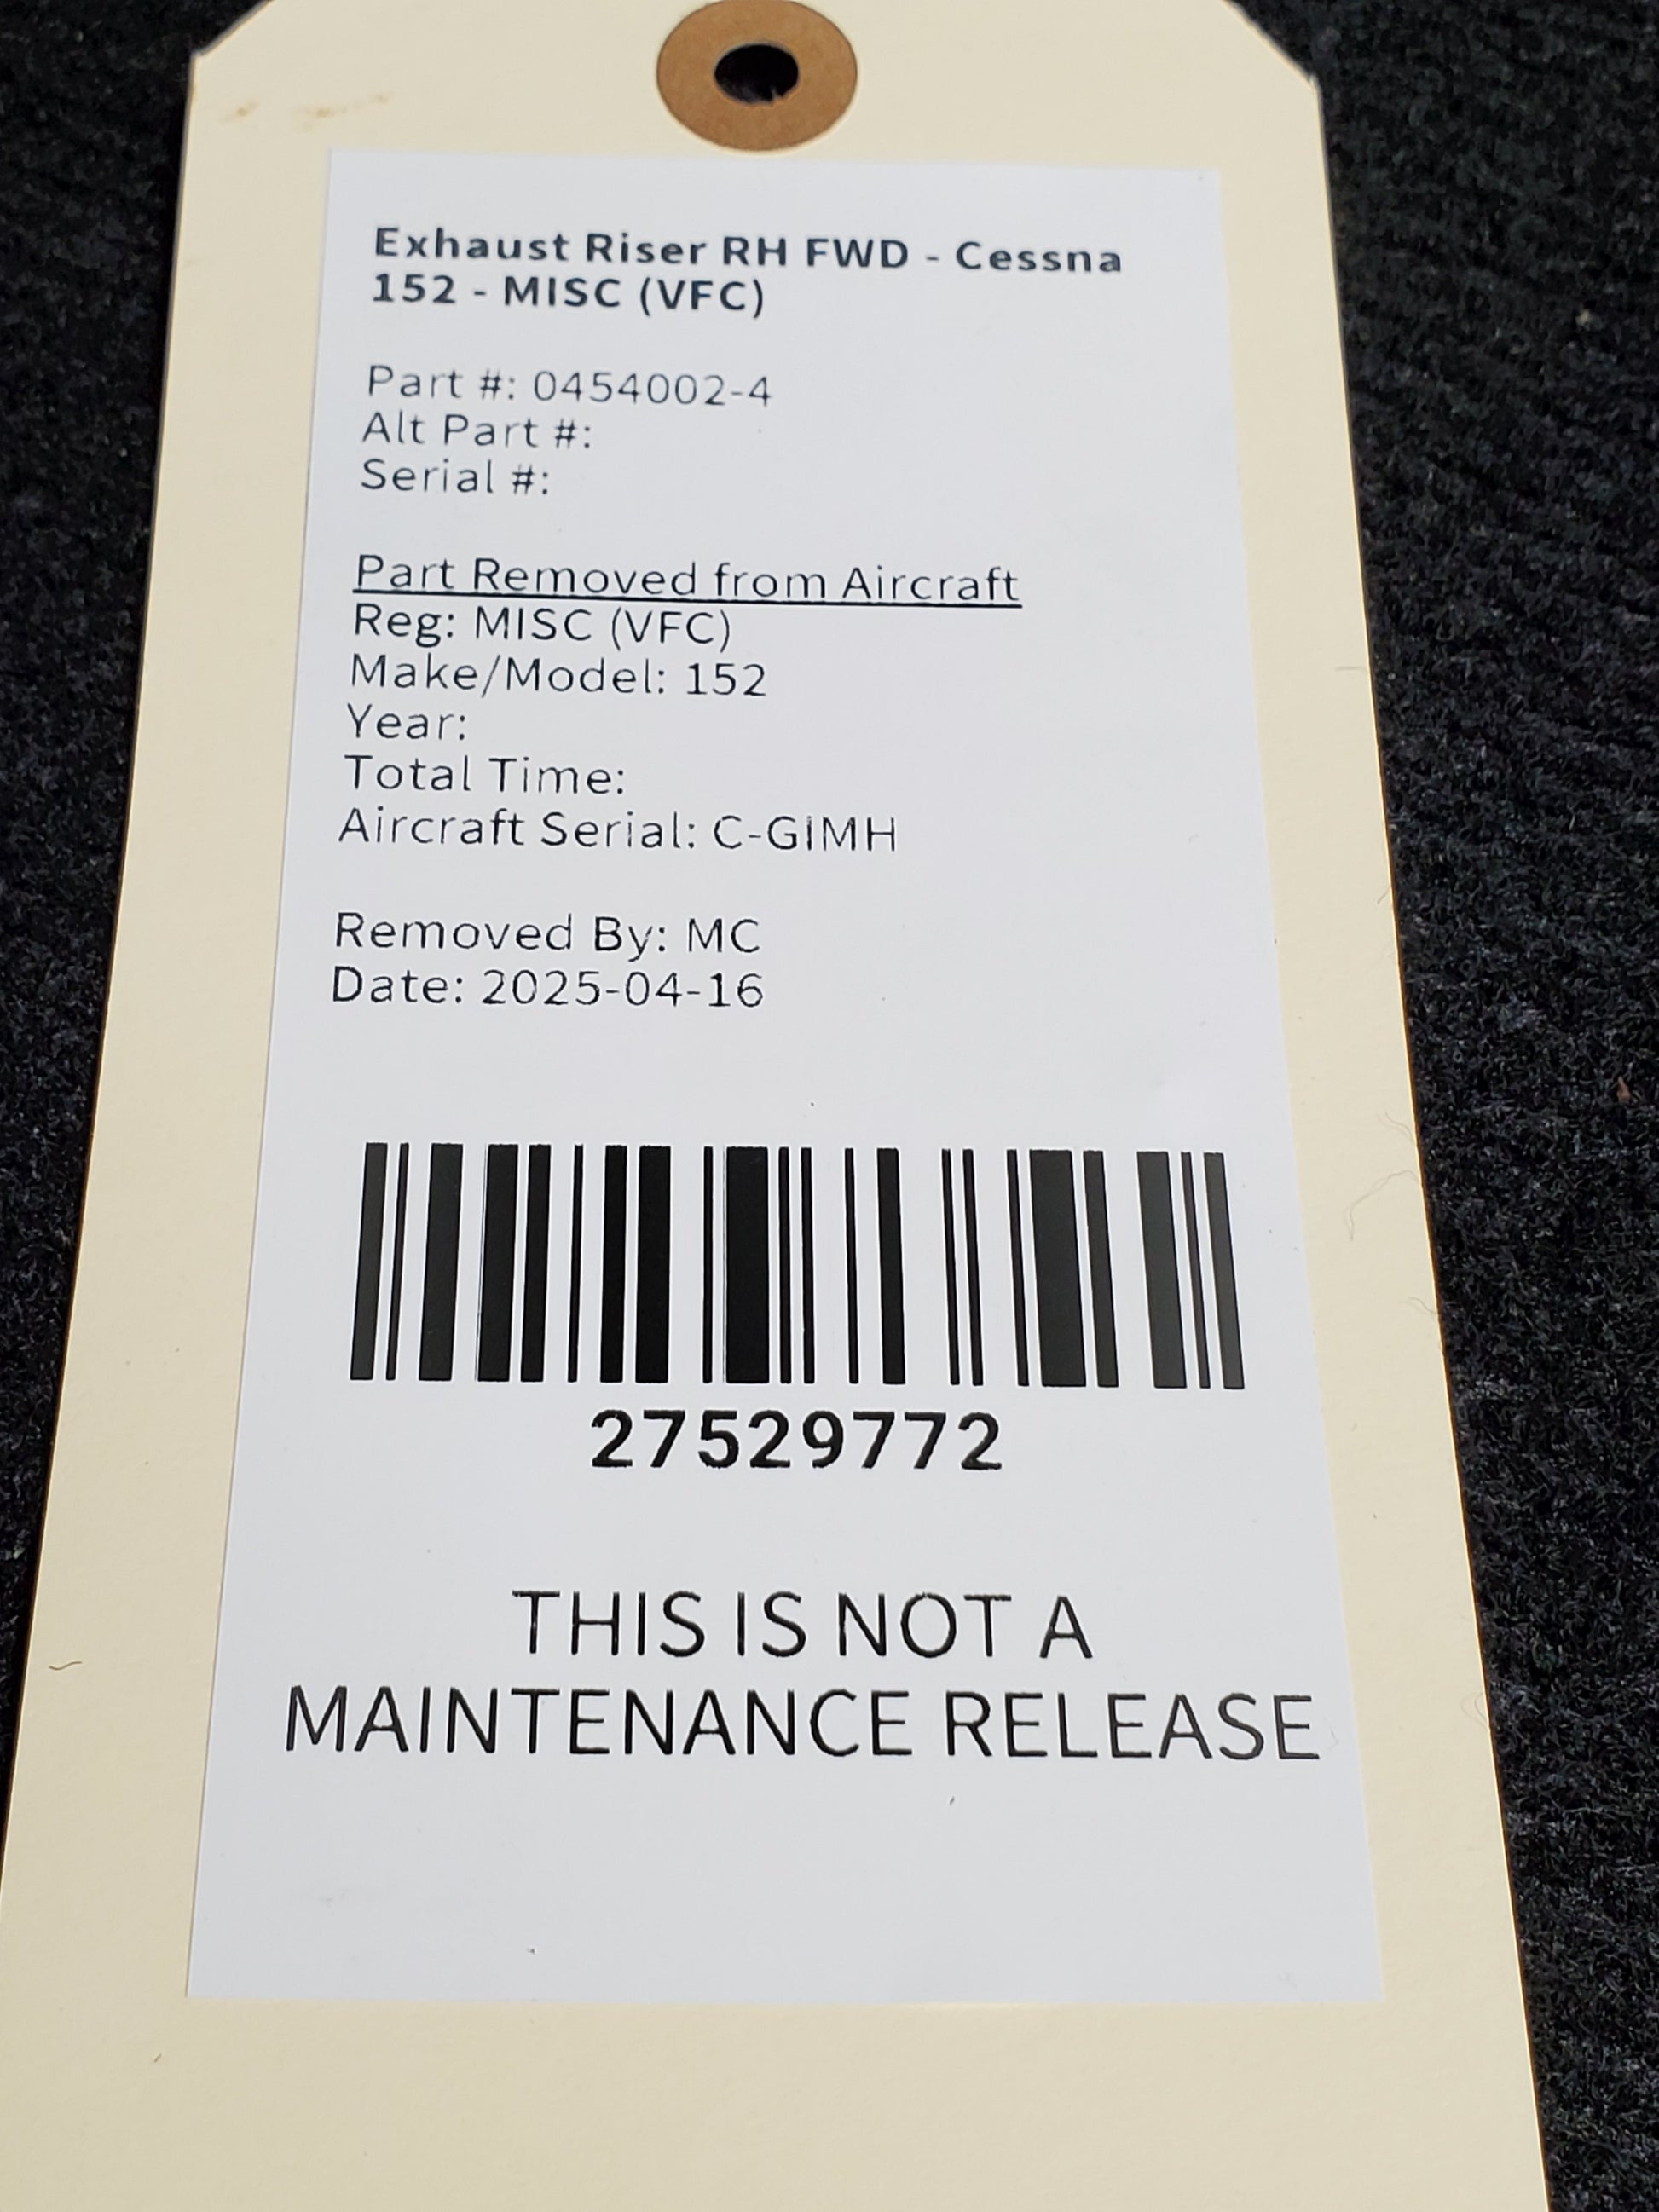 Exhaust Riser RH FWD - Cessna
152 - MISC (VFC)
Part #: 0454002-4
Alt Part #:
Serial #:
Part Removed from Aircraft
Reg: MISC (VFC)
Make/Model: 152
Year:
Total Time:
Aircraft Serial: C-GIMH
Removed By: MC
Date: 2025-04-16
27529772
THIS IS NOT A
MAINTENANCE RELEASE